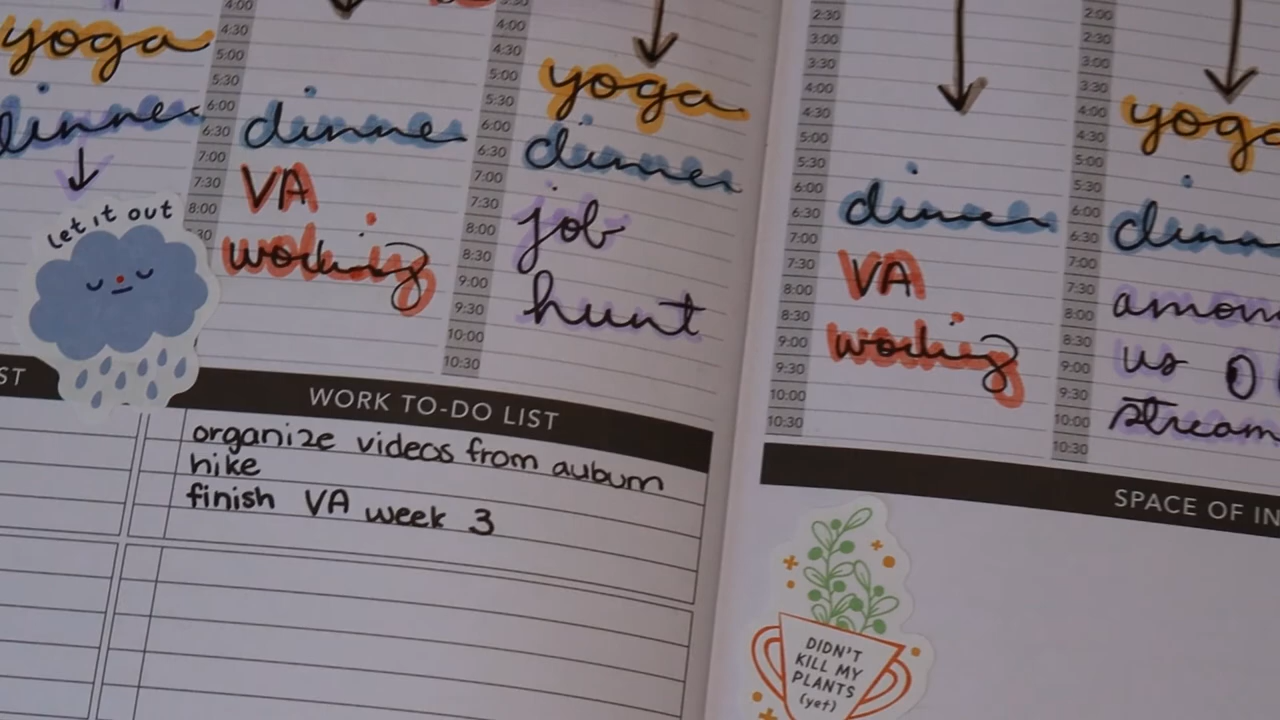 yoga
dinner
let it out
4:00
4:30
5:00
5:30
6:00
6:30
7:00
7:30
8:00
dinner
VA
working
4:00
4:30
5:00
5:30
6:00
6:30
7:00
7:30
8:00
8:30
9:00
9:30
10:00
10:30
yoga
dinner
job
hunt
ST
WORK TO-DO LIST
organize videos from auburn
hike
finish VA week 3
2:30
3:00
3:30
4:00
4:30
5:00
5:30
6:00
6:30
7:00
7:30
8:00
8:30
9:00
9:30
10:00
10:30
dinner
VA
working
2:00
2:30
3:00
3:30
4:00
4:30
5:00
5:30
6:00
6:30
7:00
7:30
8:00
8:30
9:00
9:30
10:00
10:30
yoga
dinn
amon
us
stream
SPACE OF IN
DIDN'T
KILL MY
PLANTS
(yet)